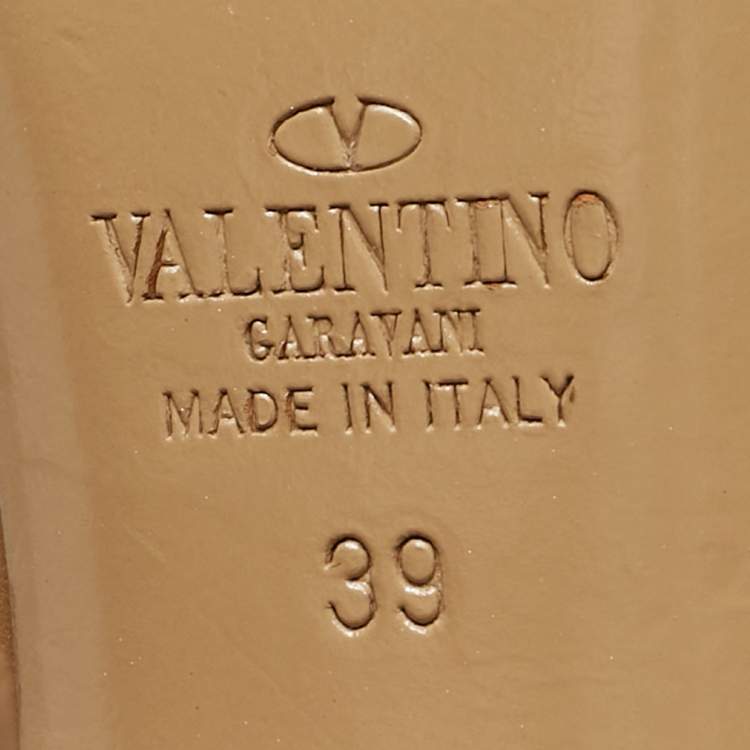 V
VALENTINO
GARAVANI
MADE IN ITALY
39